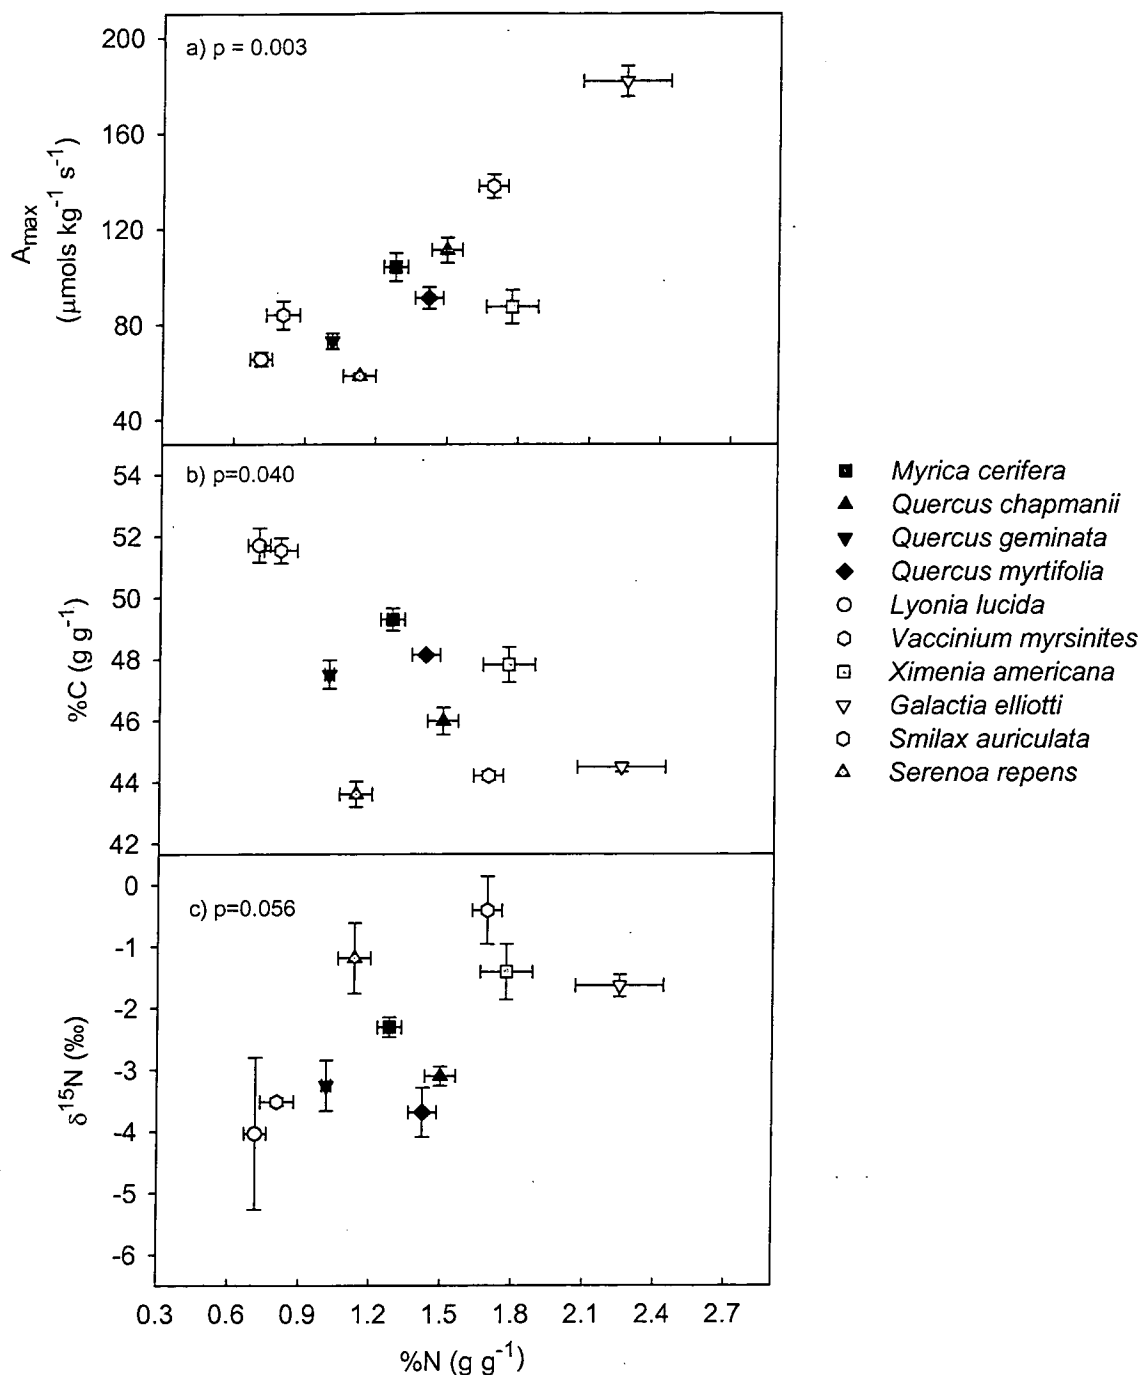 200
a) p = 0.003
160
120
80
40
Amax
(μmols kg⁻¹ s⁻¹)
54
b) p=0.040
52
50
48
46
44
42
%C (g g⁻¹)
0
c) p=0.056
-1
-2
-3
-4
-5
-6
δ¹⁵N (‰)
0.3 0.6 0.9 1.2 1.5 1.8 2.1 2.4 2.7
%N (g g⁻¹)
Myrica cerifera
Quercus chapmanii
Quercus geminata
Quercus myrtifolia
Lyonia lucida
Vaccinium myrsinites
Ximenia americana
Galactia elliotti
Smilax auriculata
Serenoa repens